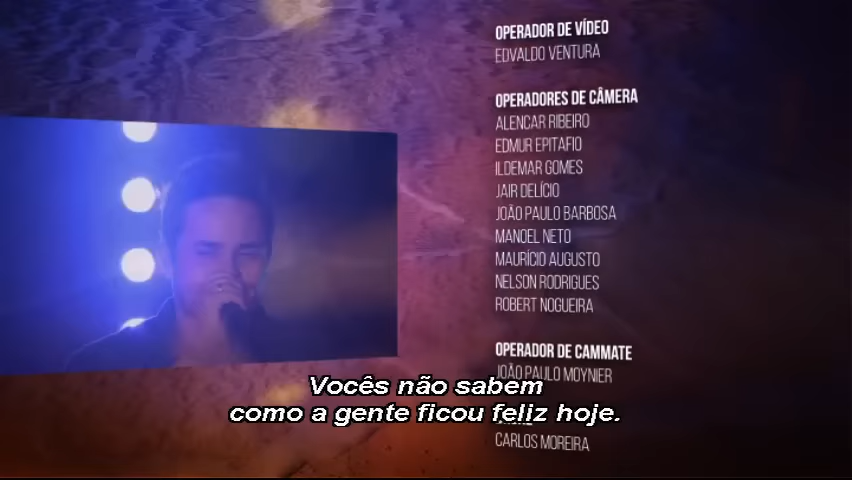 OPERADOR DE VÍDEO
EDVALDO VENTURA
OPERADORES DE CÂMERA
ALENCAR RIBEIRO
EDMUR EPITAFIO
ILDEMAR GOMES
JAIR DELÍCIO
JOÃO PAULO BARBOSA
MANOEL NETO
MAURÍCIO AUGUSTO
NELSON RODRIGUES
ROBERT NOGUEIRA
OPERADOR DE CAMMATE
JOÃO PAULO MOYNIER
Vocês não sabem
como a gente ficou feliz hoje.
CARLOS MOREIRA